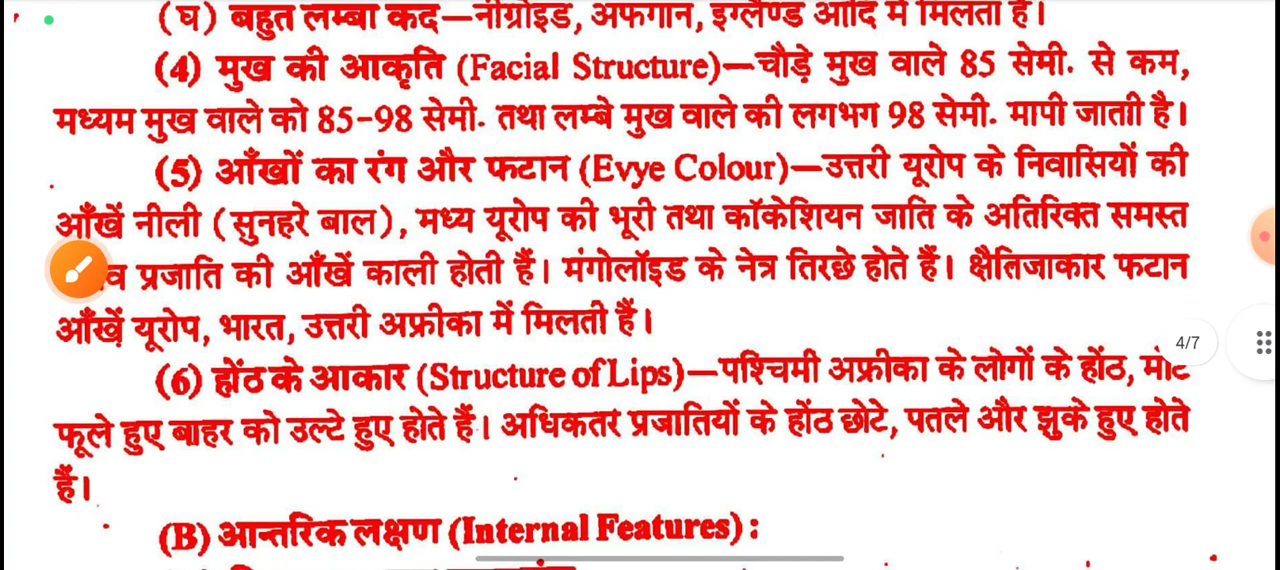 (घ) बहुत लम्बा कद—नीग्रोइड, अफगान, इंग्लैण्ड आदि में मिलता है।
(4) मुख की आकृति (Facial Structure)—चौड़े मुख वाले 85 सेमी. से कम,
मध्यम मुख वाले को 85-98 सेमी. तथा लम्बे मुख वाले की लगभग 98 सेमी. मापी जाती है।
(5) आँखों का रंग और फटान (Evye Colour)—उत्तरी यूरोप के निवासियों की
आँखें नीली (सुनहरे बाल), मध्य यूरोप की भूरी तथा कॉकेशियन जाति के अतिरिक्त समस्त
प्रजाति की आँखें काली होती हैं। मंगोलॉइड के नेत्र तिरछे होते हैं। क्षैतिजाकार फटान
आँखें यूरोप, भारत, उत्तरी अफ्रीका में मिलती हैं।
4/7
(6) होंठ के आकार (Structure of Lips)—पश्चिमी अफ्रीका के लोगों के होंठ, मोटे
फूले हुए बाहर को उल्टे हुए होते हैं। अधिकतर प्रजातियों के होंठ छोटे, पतले और झुके हुए होते
हैं।
(B) आन्तरिक लक्षण (Internal Features) :